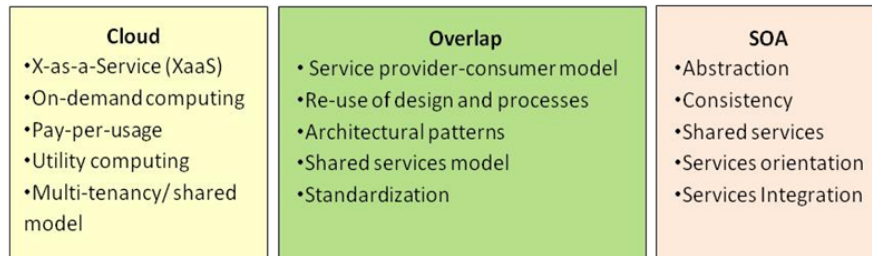 Cloud
•X-as-a-Service (XaaS)
•On-demand computing
•Pay-per-usage
•Utility computing
•Multi-tenancy/ shared
model
Overlap
• Service provider-consumer model
•Re-use of design and processes
•Architectural patterns
•Shared services model
•Standardization
SOA
•Abstraction
•Consistency
•Shared services
•Services orientation
•Services Integration